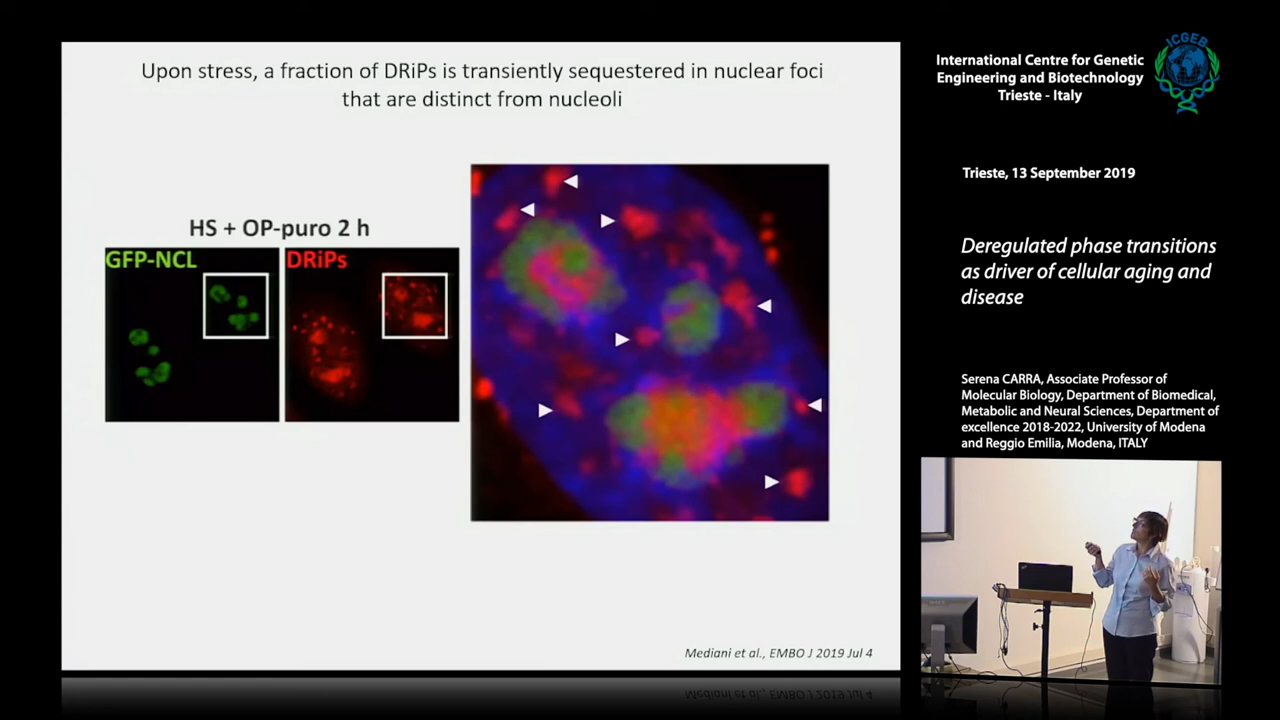 Upon stress, a fraction of DRiPs is transiently sequestered in nuclear foci
that are distinct from nucleoli
HS + OP-puro 2 h
GFP-NCL
DRiPs
Mediani et al., EMBO J 2019 Jul 4
International Centre for Genetic
Engineering and Biotechnology
Trieste - Italy
ICGEB
Trieste, 13 September 2019
Deregulated phase transitions
as driver of cellular aging and
disease
Serena CARRA, Associate Professor of
Molecular Biology, Department of Biomedical,
Metabolic and Neural Sciences, Department of
excellence 2018-2022, University of Modena
and Reggio Emilia, Modena, ITALY